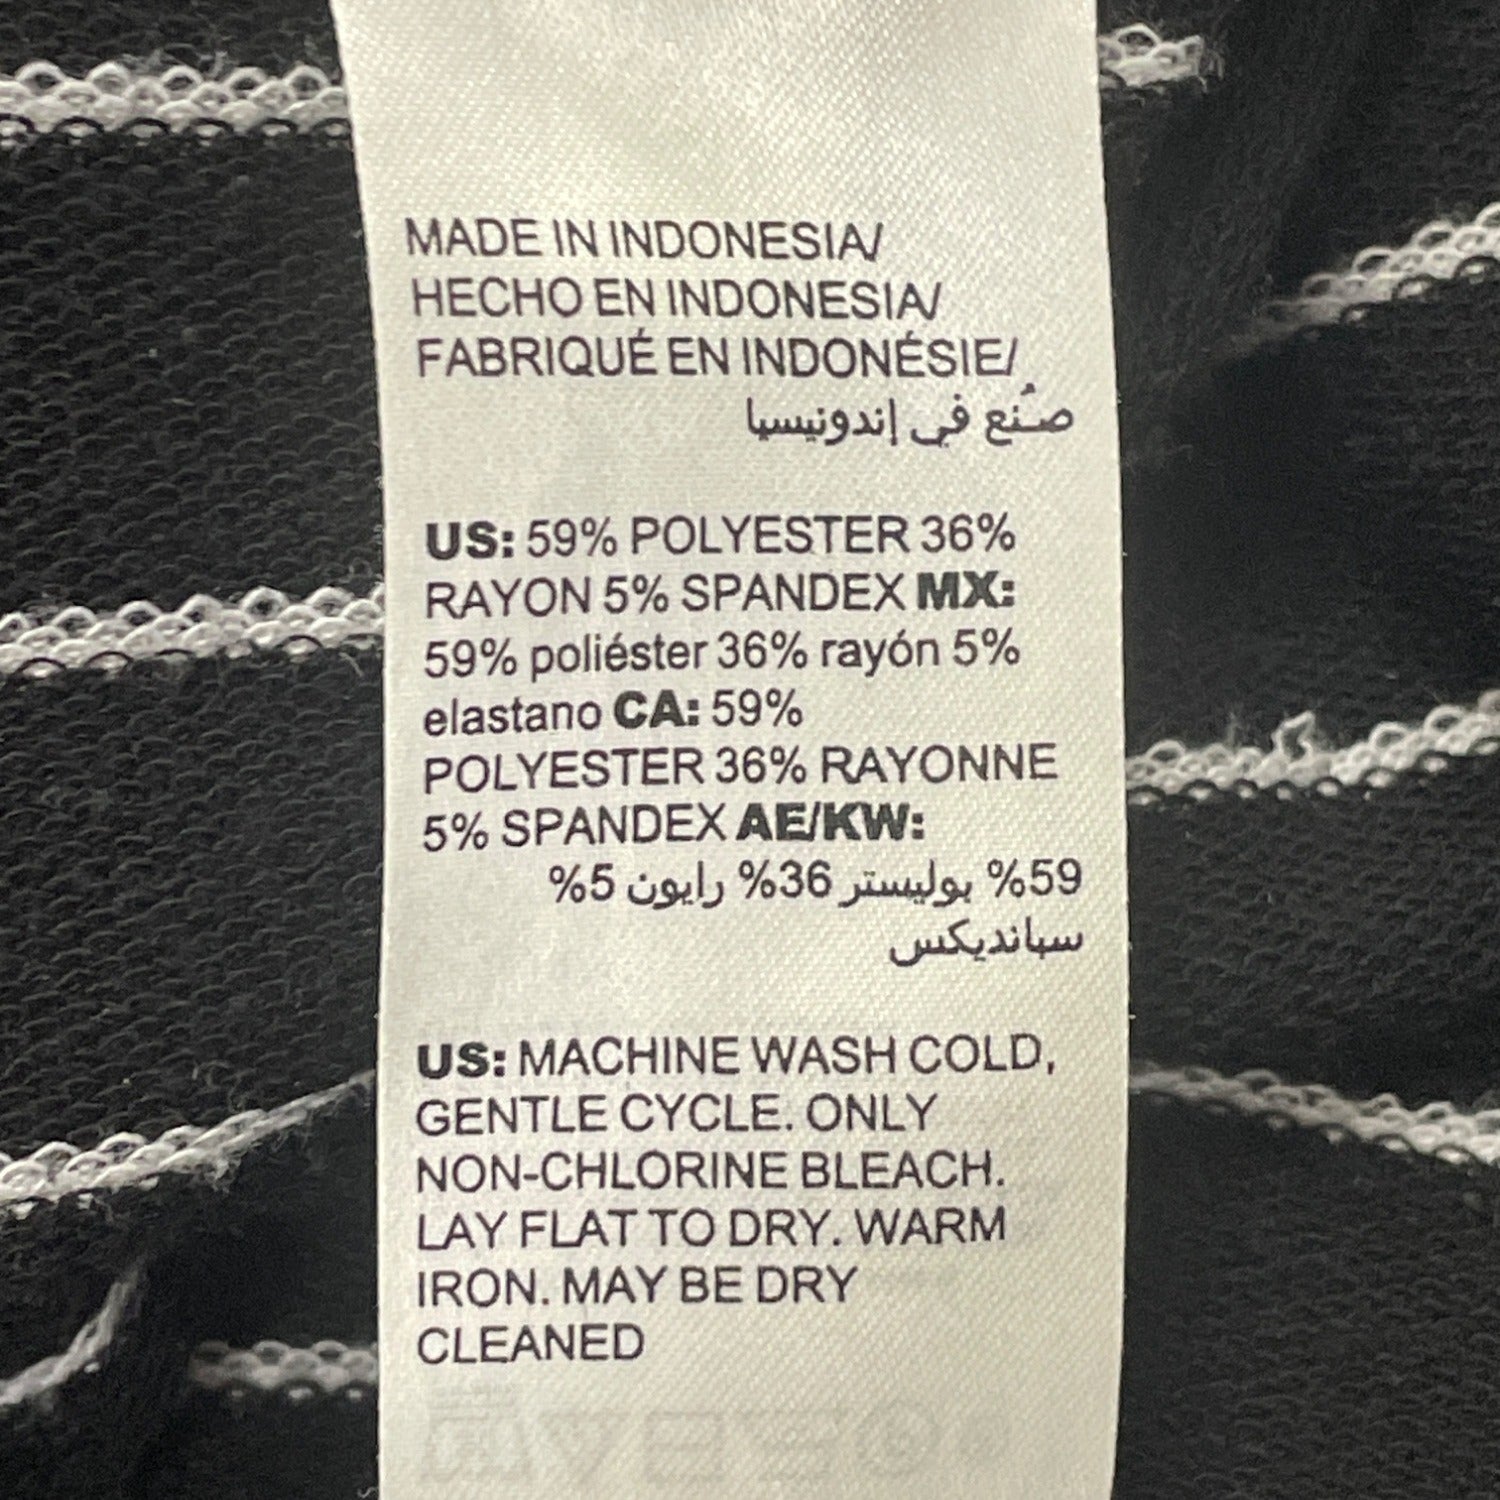 MADE IN INDONESIA/
HECHO EN INDONESIA/
FABRIQUÉ EN INDONÉSIE/
صُنع في إندونيسيا
US: 59% POLYESTER 36%
RAYON 5% SPANDEX MX:
59% poliéster 36% rayón 5%
elastano CA: 59%
POLYESTER 36% RAYONNE
5% SPANDEX AE/KW:
59% بوليستر 36% رايون 5%
سباندیکس
US: MACHINE WASH COLD,
GENTLE CYCLE. ONLY
NON-CHLORINE BLEACH.
LAY FLAT TO DRY. WARM
IRON. MAY BE DRY
CLEANED